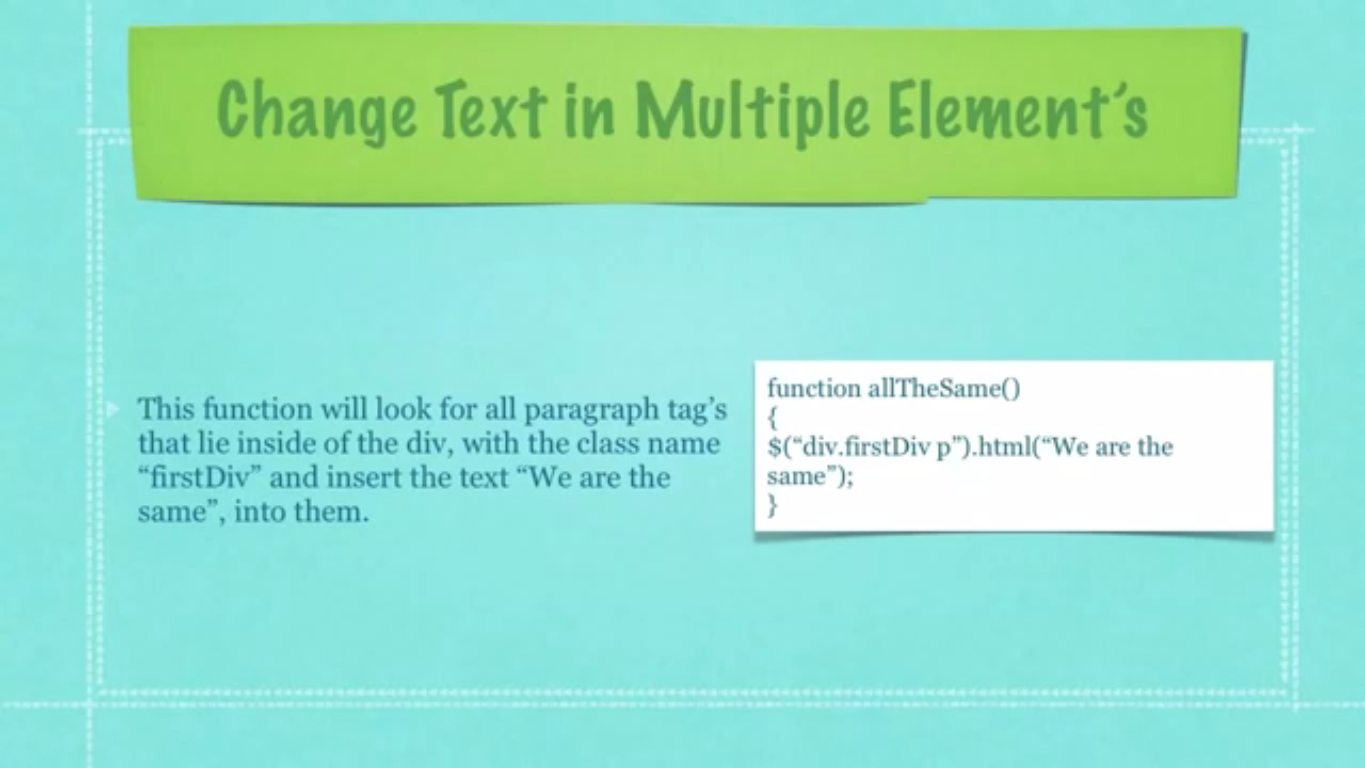 Change Text in Multiple Element’s
This function will look for all paragraph tag’s
that lie inside of the div, with the class name
“firstDiv” and insert the text “We are the
same”, into them.
function allTheSame()
{
$(“div.firstDiv p”).html(“We are the
same”);
}